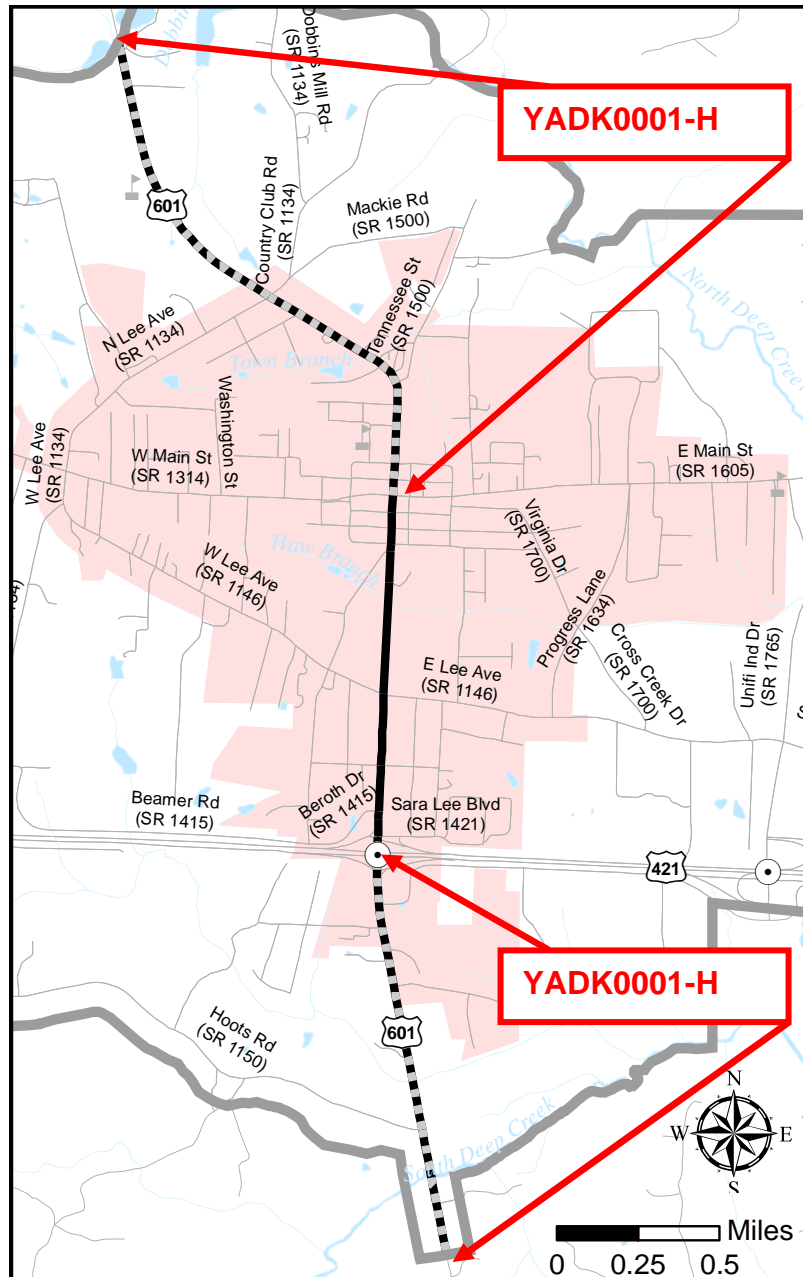 Dobbins
Dobbins Mill Rd
(SR 1134)
YADK0001-H
601
Country Club Rd
(SR 1134)
Mackie Rd
(SR 1500)
North Deep Creek
N Lee Ave
(SR 1134)
Tennessee St
(SR 1500)
Town Branch
Washington St
W Lee Ave
(SR 1134)
W Main St
(SR 1314)
E Main St
(SR 1605)
Virginia Dr
(SR 1700)
Haw Branch
W Lee Ave
(SR 1146)
Progress Lane
(SR 1634)
Cross Creek Dr
(SR 1700)
Unifi Ind Dr
(SR 1765)
E Lee Ave
(SR 1146)
Beroth Dr
(SR 1415)
Beamer Rd
(SR 1415)
Sara Lee Blvd
(SR 1421)
421
YADK0001-H
601
Hoots Rd
(SR 1150)
South Deep Creek
N
W
E
S
Miles
0 0.25 0.5